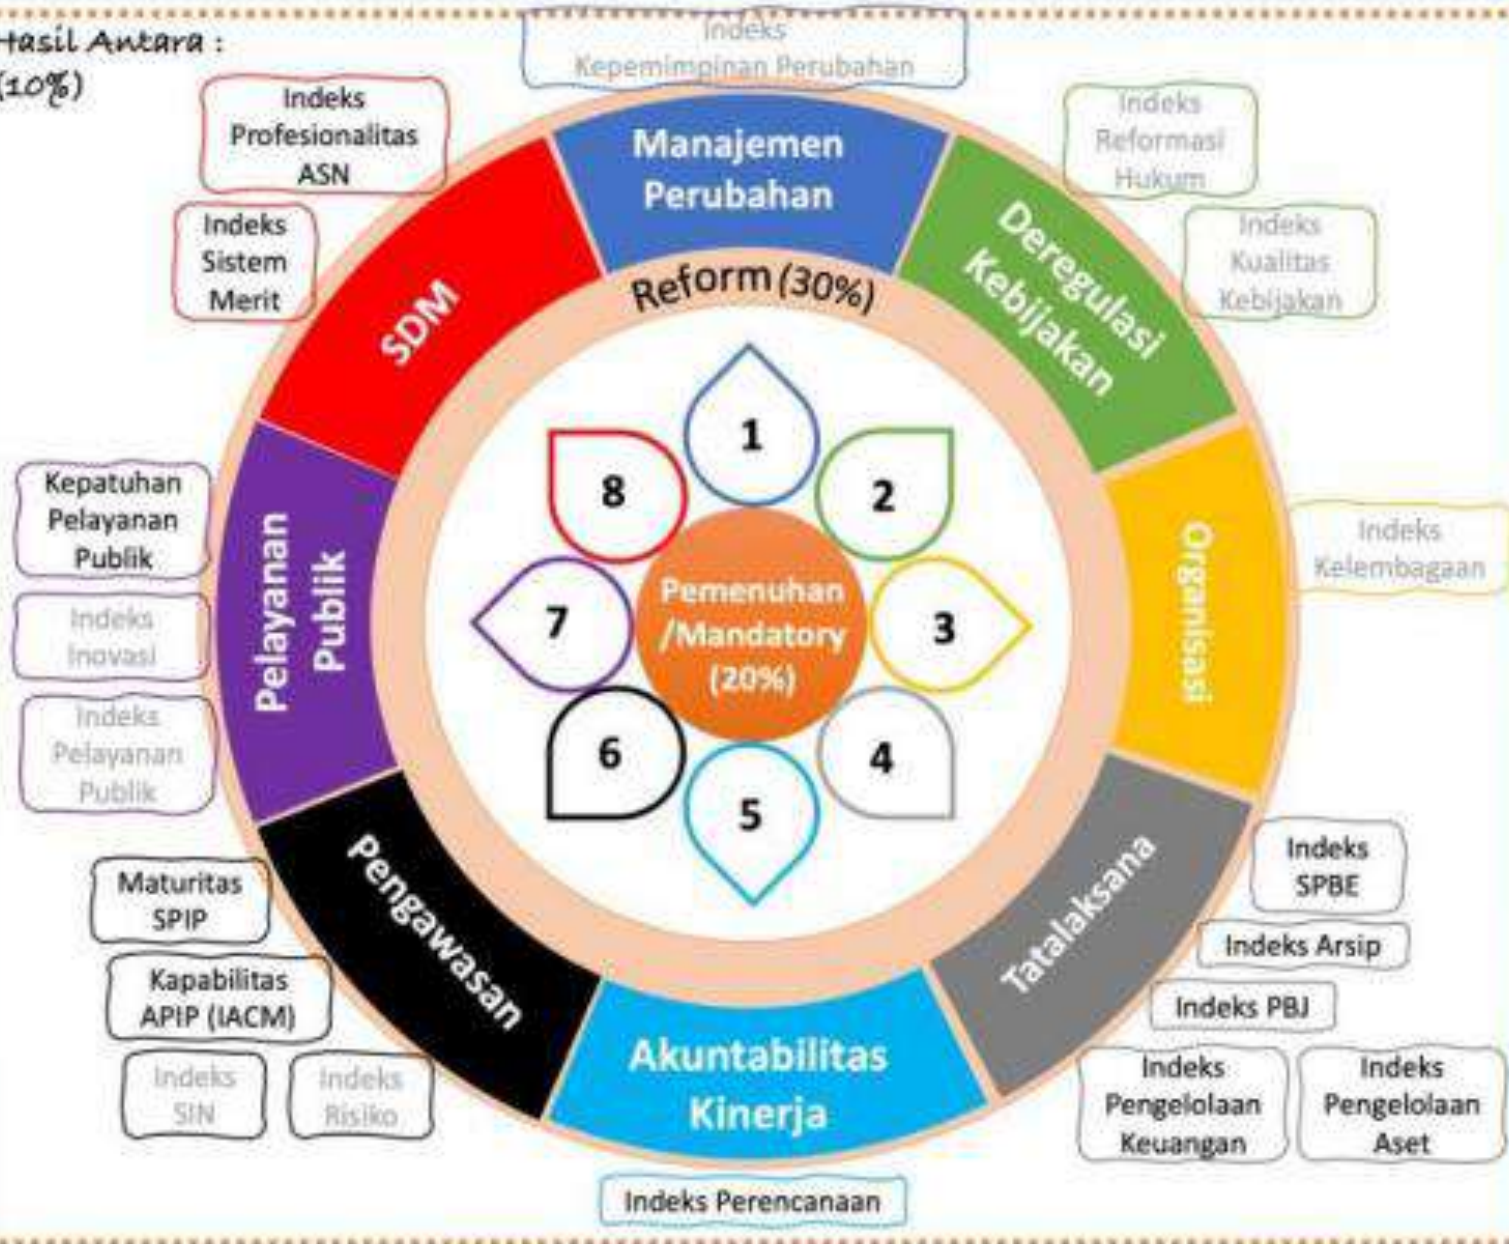 Hasil Antara :
(10%)
Indeks
Kepemimpinan Perubahan
Indeks
Profesionalitas
ASN
Indeks
Sistem
Merit
Indeks
Reformasi
Hukum
Indeks
Kualitas
Kebijakan
Manajemen
Perubahan
Deregulasi
Kebijakan
SDM
Reform (30%)
Organisasi
Indeks
Kelembagaan
Kepatuhan
Pelayanan
Publik
Indeks
Inovasi
Indeks
Pelayanan
Publik
Pelayanan
Publik
1
2
3
4
5
6
7
8
Pemenuhan
/Mandatory
(20%)
Pengawasan
Tatalaksana
Akuntabilitas
Kinerja
Maturitas
SPIP
Kapabilitas
APIP (IACM)
Indeks
SIN
Indeks
Risiko
Indeks
SPBE
Indeks Arsip
Indeks PBJ
Indeks
Pengelolaan
Keuangan
Indeks
Pengelolaan
Aset
Indeks Perencanaan